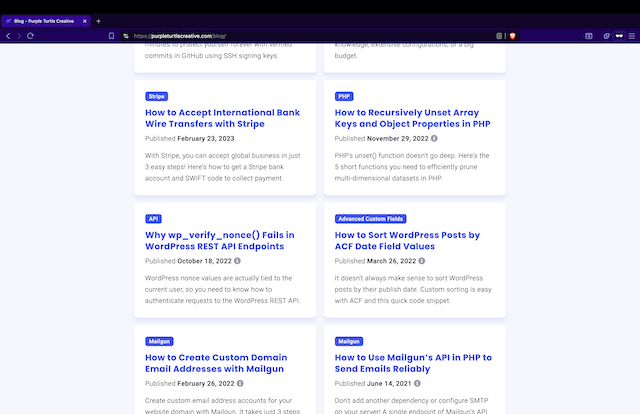 Blog • Purple Turtle Creative
https://purpleturtlecreative.com/blog/
minutes to protect yourself forever with verified
commits in GitHub using SSH signing keys.
knowledge, extensive configurations, or a big
budget.
Stripe
How to Accept International Bank
Wire Transfers with Stripe
Published February 23, 2023
With Stripe, you can accept global business in just
3 easy steps! Here's how to get a Stripe bank
account and SWIFT code to collect payment.
PHP
How to Recursively Unset Array
Keys and Object Properties in PHP
Published November 29, 2022
PHP's unset() function doesn't go deep. Here's the
5 short functions you need to efficiently prune
multi-dimensional datasets in PHP.
API
Why wp_verify_nonce() Fails in
WordPress REST API Endpoints
Published October 18, 2022
WordPress nonce values are actually tied to the
current user, so you need to know how to
authenticate requests to the WordPress REST API.
Advanced Custom Fields
How to Sort WordPress Posts by
ACF Date Field Values
Published March 26, 2022
It doesn't always make sense to sort WordPress
posts by their publish date. Custom sorting is easy
with ACF and this quick code snippet.
Mailgun
How to Create Custom Domain
Email Addresses with Mailgun
Published February 26, 2022
Create custom email address accounts for your
website domain with Mailgun. It takes just 3 steps
Mailgun
How to Use Mailgun's API in PHP to
Send Emails Reliably
Published June 14, 2021
Don't add another dependency or configure SMTP
on your server! A single endpoint of Mailgun's API